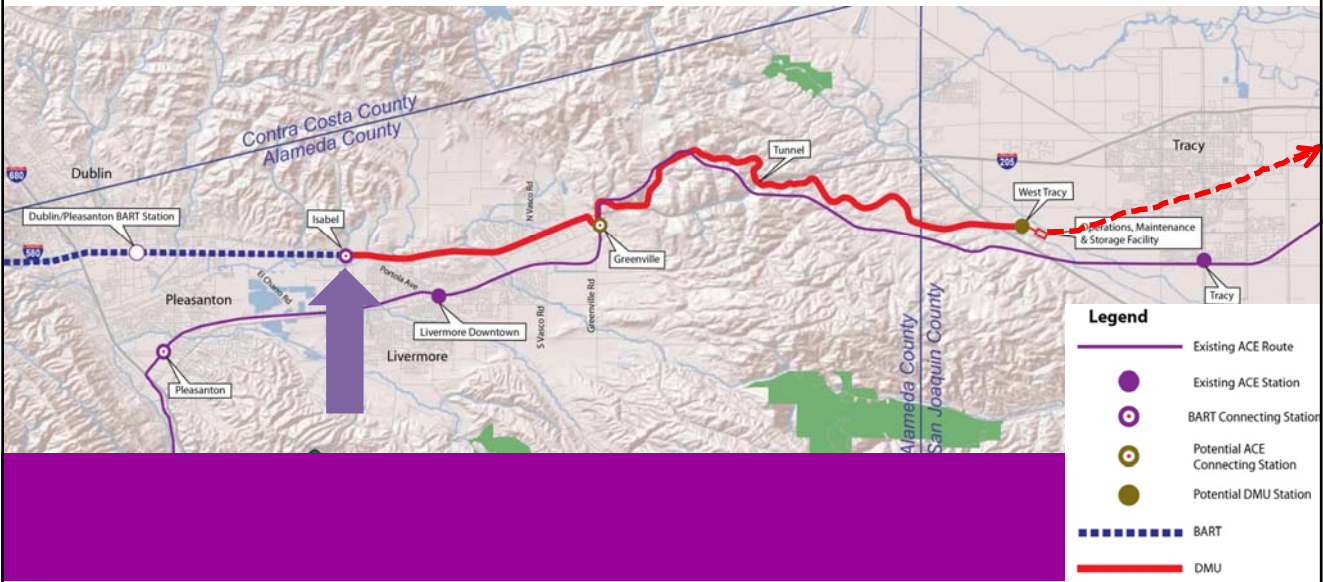 Contra Costa County
Alameda County
Dublin
680
Dublin/Pleasanton BART Station
580
Isabel
N Vasco Rd
Tunnel
205
Tracy
West Tracy
Operations, Maintenance
& Storage Facility
Greenville
El Charro Rd
Portola Ave
Pleasanton
Livermore Downtown
S Vasco Rd
Greenville Rd
Tracy
Livermore
Pleasanton
Alameda County
San Joaquin County
Legend
Existing ACE Route
Existing ACE Station
BART Connecting Station
Potential ACE
Connecting Station
Potential DMU Station
BART
DMU